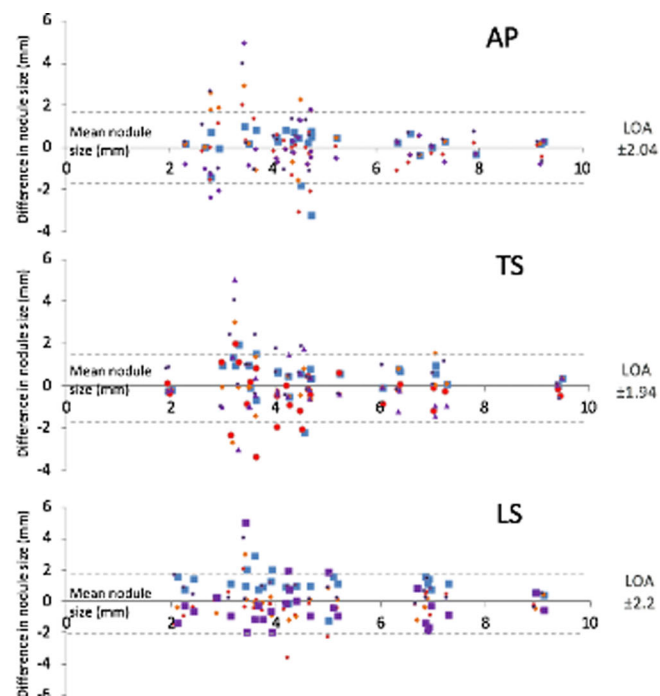 AP
Difference in nodule size (mm)
6
4
2
0
-2
-4
Mean nodule
size (mm)
0 2 4 6 8 10
LOA
±2.04
TS
Difference in nodule size (mm)
6
4
2
0
-2
-4
Mean nodule
size (mm)
0 2 4 6 8 10
LOA
±1.94
LS
Difference in nodule size (mm)
6
4
2
0
-2
-4
-6
Mean nodule
size (mm)
0 2 4 6 8 10
LOA
±2.2